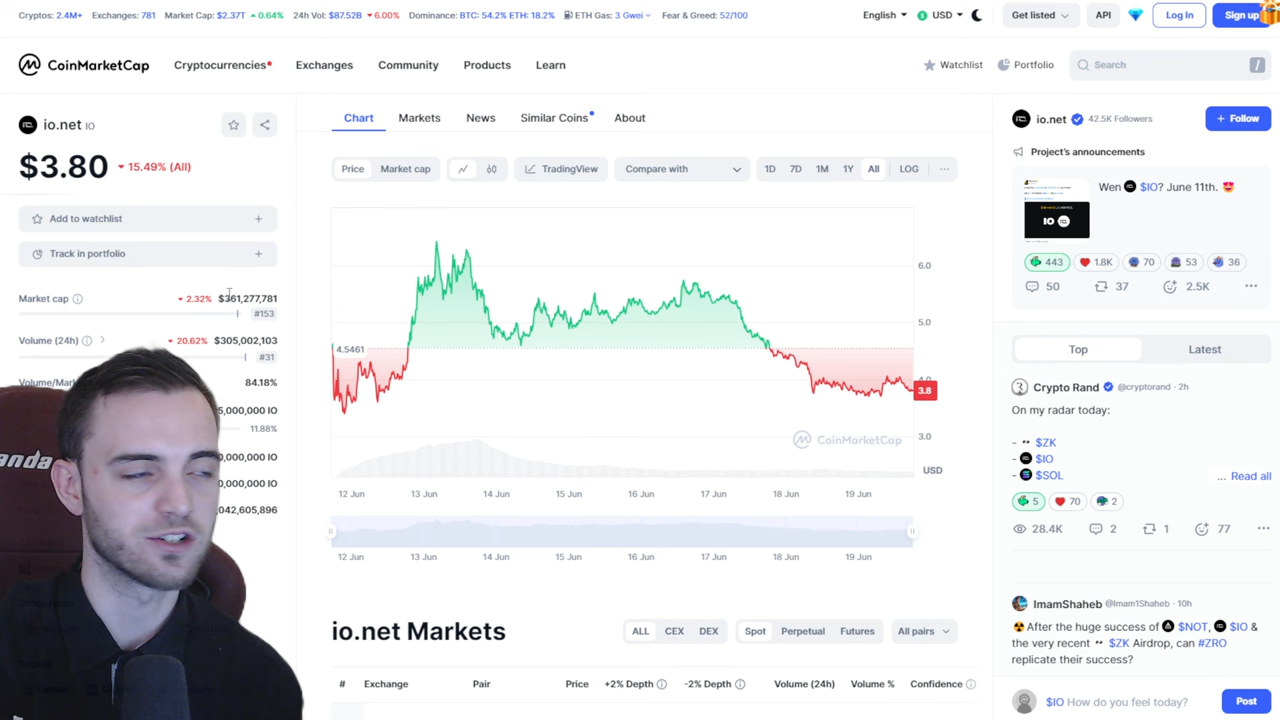 Cryptos: 2.4M+ Exchanges: 781 Market Cap: $2.37T 0.64% 24h Vol: $87.52B 6.00% Dominance: BTC: 54.2% ETH: 18.2% ETH Gas: 3 Gwei Fear & Greed: 52/100
English USD Get listed API Log In Sign up
CoinMarketCap Cryptocurrencies Exchanges Community Products Learn
Watchlist Portfolio Search /
io.net IO
$3.80 15.49% (All)
Add to watchlist +
Track in portfolio +
Market cap 2.32% $361,277,781
#153
Volume (24h) 20.62% $305,002,103
#31
84.18%
5,000,000 IO
11.88%
0,000,000 IO
0,000,000 IO
042,605,896
anda
Chart Markets News Similar Coins About
Price Market cap TradingView Compare with 1D 7D 1M 1Y All LOG ...
6.0
5.0
4.5461
4.0
3.8
3.0
CoinMarketCap
USD
12 Jun 13 Jun 14 Jun 15 Jun 16 Jun 17 Jun 18 Jun 19 Jun
12 Jun 13 Jun 14 Jun 15 Jun 16 Jun 17 Jun 18 Jun 19 Jun
io.net Markets
ALL CEX DEX Spot Perpetual Futures All pairs
# Exchange Pair Price +2% Depth -2% Depth Volume (24h) Volume % Confidence
io.net 42.5K Followers + Follow
Project's announcements
Wen $IO? June 11th.
IO
443 1.8K 70 53 36
50 37 2.5K ...
Top Latest
Crypto Rand @cryptorand · 2h
On my radar today:
- $ZK
- $IO
- $SOL
... Read all
5 70 2
28.4K 2 1 77 ...
ImamShaheb @Imam1Shaheb · 10h
After the huge success of $NOT, $IO &
the very recent $ZK Airdrop, can #ZRO
replicate their success?
$IO How do you feel today? Post